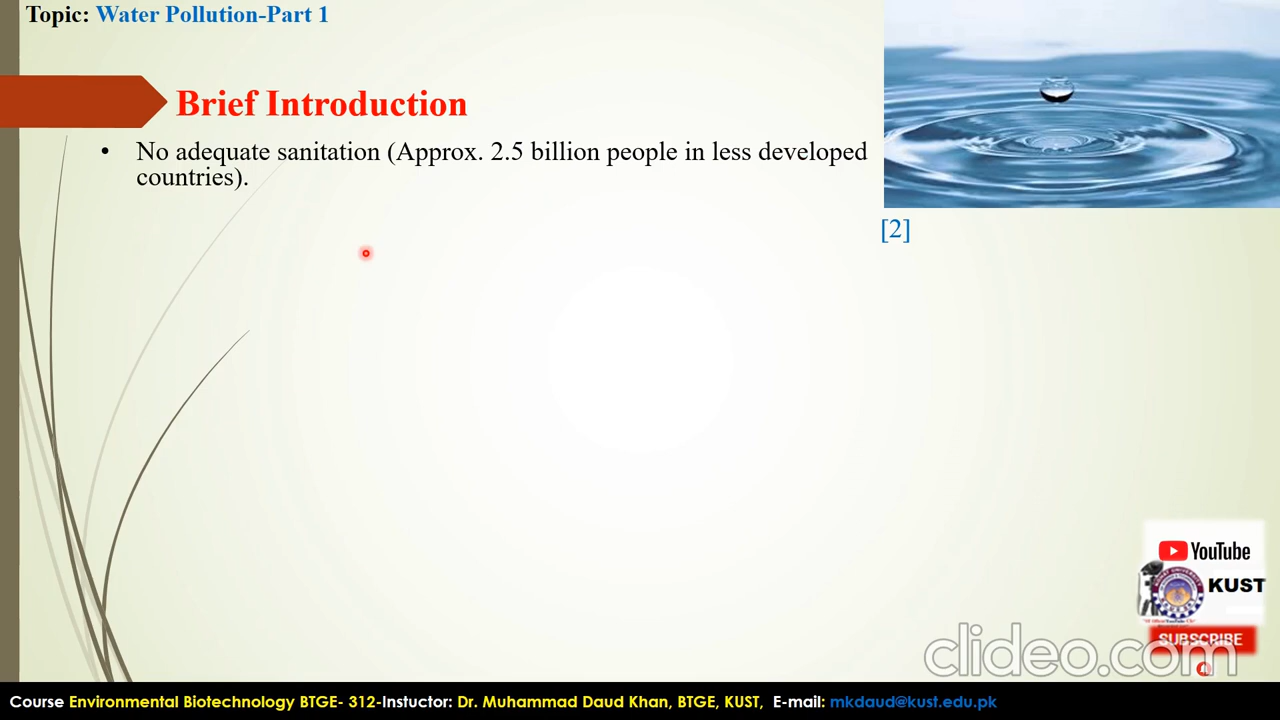 Topic: Water Pollution-Part 1
Brief Introduction
• No adequate sanitation (Approx. 2.5 billion people in less developed
countries).
[2]
YouTube
KUST
SUBSCRIBE
clideo.com
Course Environmental Biotechnology BTGE- 312-Instuctor: Dr. Muhammad Daud Khan, BTGE, KUST, E-mail: mkdaud@kust.edu.pk